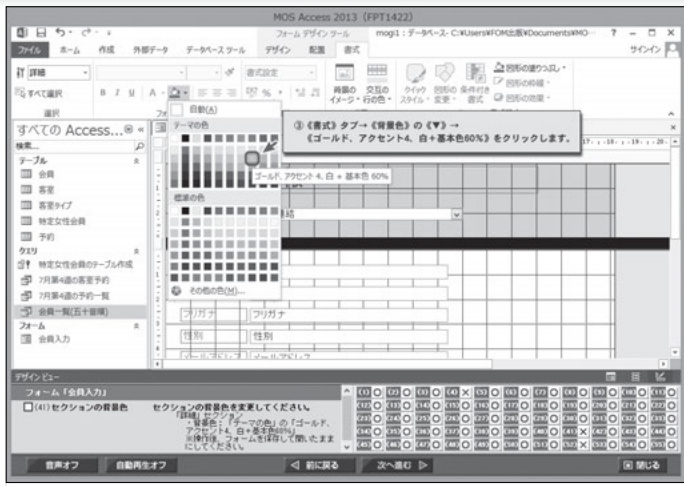 MOS Access 2013 (FPT1422)
フォーム デザイン ツール
mogi1 : データベース- C:¥Users¥FOM出版¥Documents¥MO…
ファイル ホーム 作成 外部データ データベース ツール デザイン 配置 書式
サインイン
詳細
すべて選択
B I U A
選択
背景の イメージ
交互の 行の色
クイック スタイル
図形の 変更
条件付き 書式
図形の塗りつぶし
図形の枠線
図形の効果
すべての Access...
検索...
テーブル
会員
客室
客室タイプ
特定女性会員
予約
クエリ
特定女性会員のテーブル作成
7月第4週の客室予約
7月第4週の予約一覧
会員一覧(五十音順)
フォーム
会員入力
自動(A)
テーマの色
ゴールド、アクセント 4、白 + 基本色 60%
標準の色
その他の色(M)...
③《書式》タブ→《背景色》の《▼》→
《ゴールド、アクセント4、白+基本色60%》をクリックします。
フリガナ フリガナ
性別 性別
メールアドレス メールアドレス
デザイン ビュー
フォーム「会員入力」
(41)セクションの背景色
セクションの背景色を変更してください。
「詳細」セクション
・背景色:「テーマの色」の「ゴールド、
アクセント4、白+基本色60%」
※操作後、フォームを保存して開いたまま
にしてください。
音声オフ 自動再生オフ ◁ 前に戻る 次へ進む ▷ 閉じる